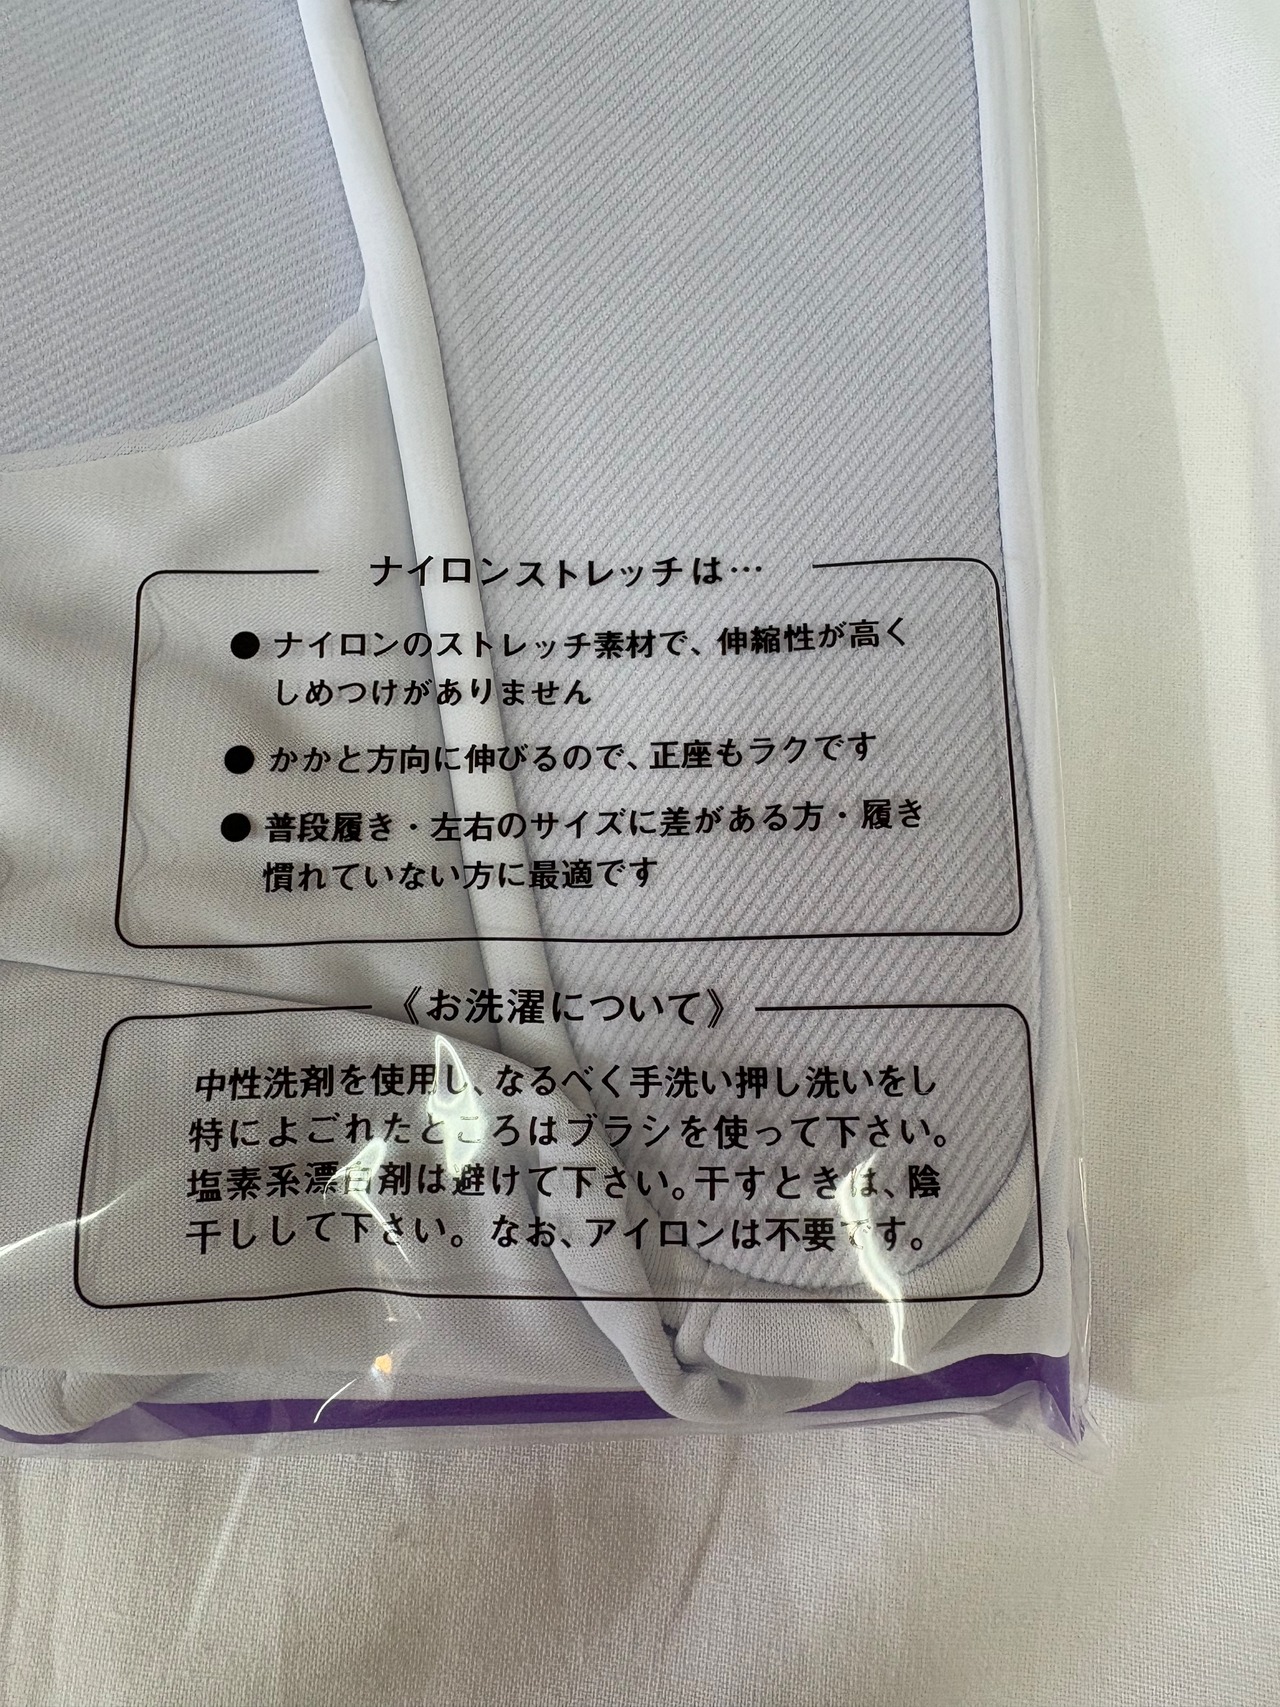 ナイロンストレッチは…
●ナイロンのストレッチ素材で、伸縮性が高く
しめつけがありません
●かかと方向に伸びるので、正座もラクです
●普段履き・左右のサイズに差がある方・履き
慣れていない方に最適です
《お洗濯について》
中性洗剤を使用し、なるべく手洗い押し洗いをし
特によごれたところはブラシを使って下さい。
塩素系漂白剤は避けて下さい。干すときは、陰
干しして下さい。なお、アイロンは不要です。